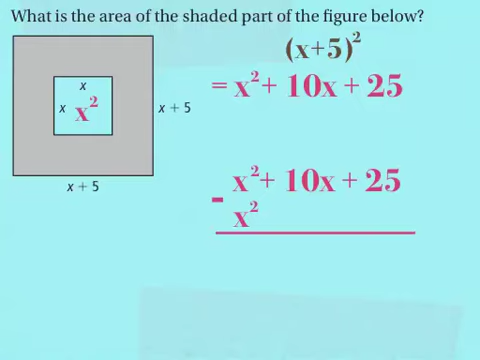 What is the area of the shaded part of the figure below?
(x+5)²
= x² + 10x + 25
x
x x²
x + 5
x + 5
x² + 10x + 25
- x²